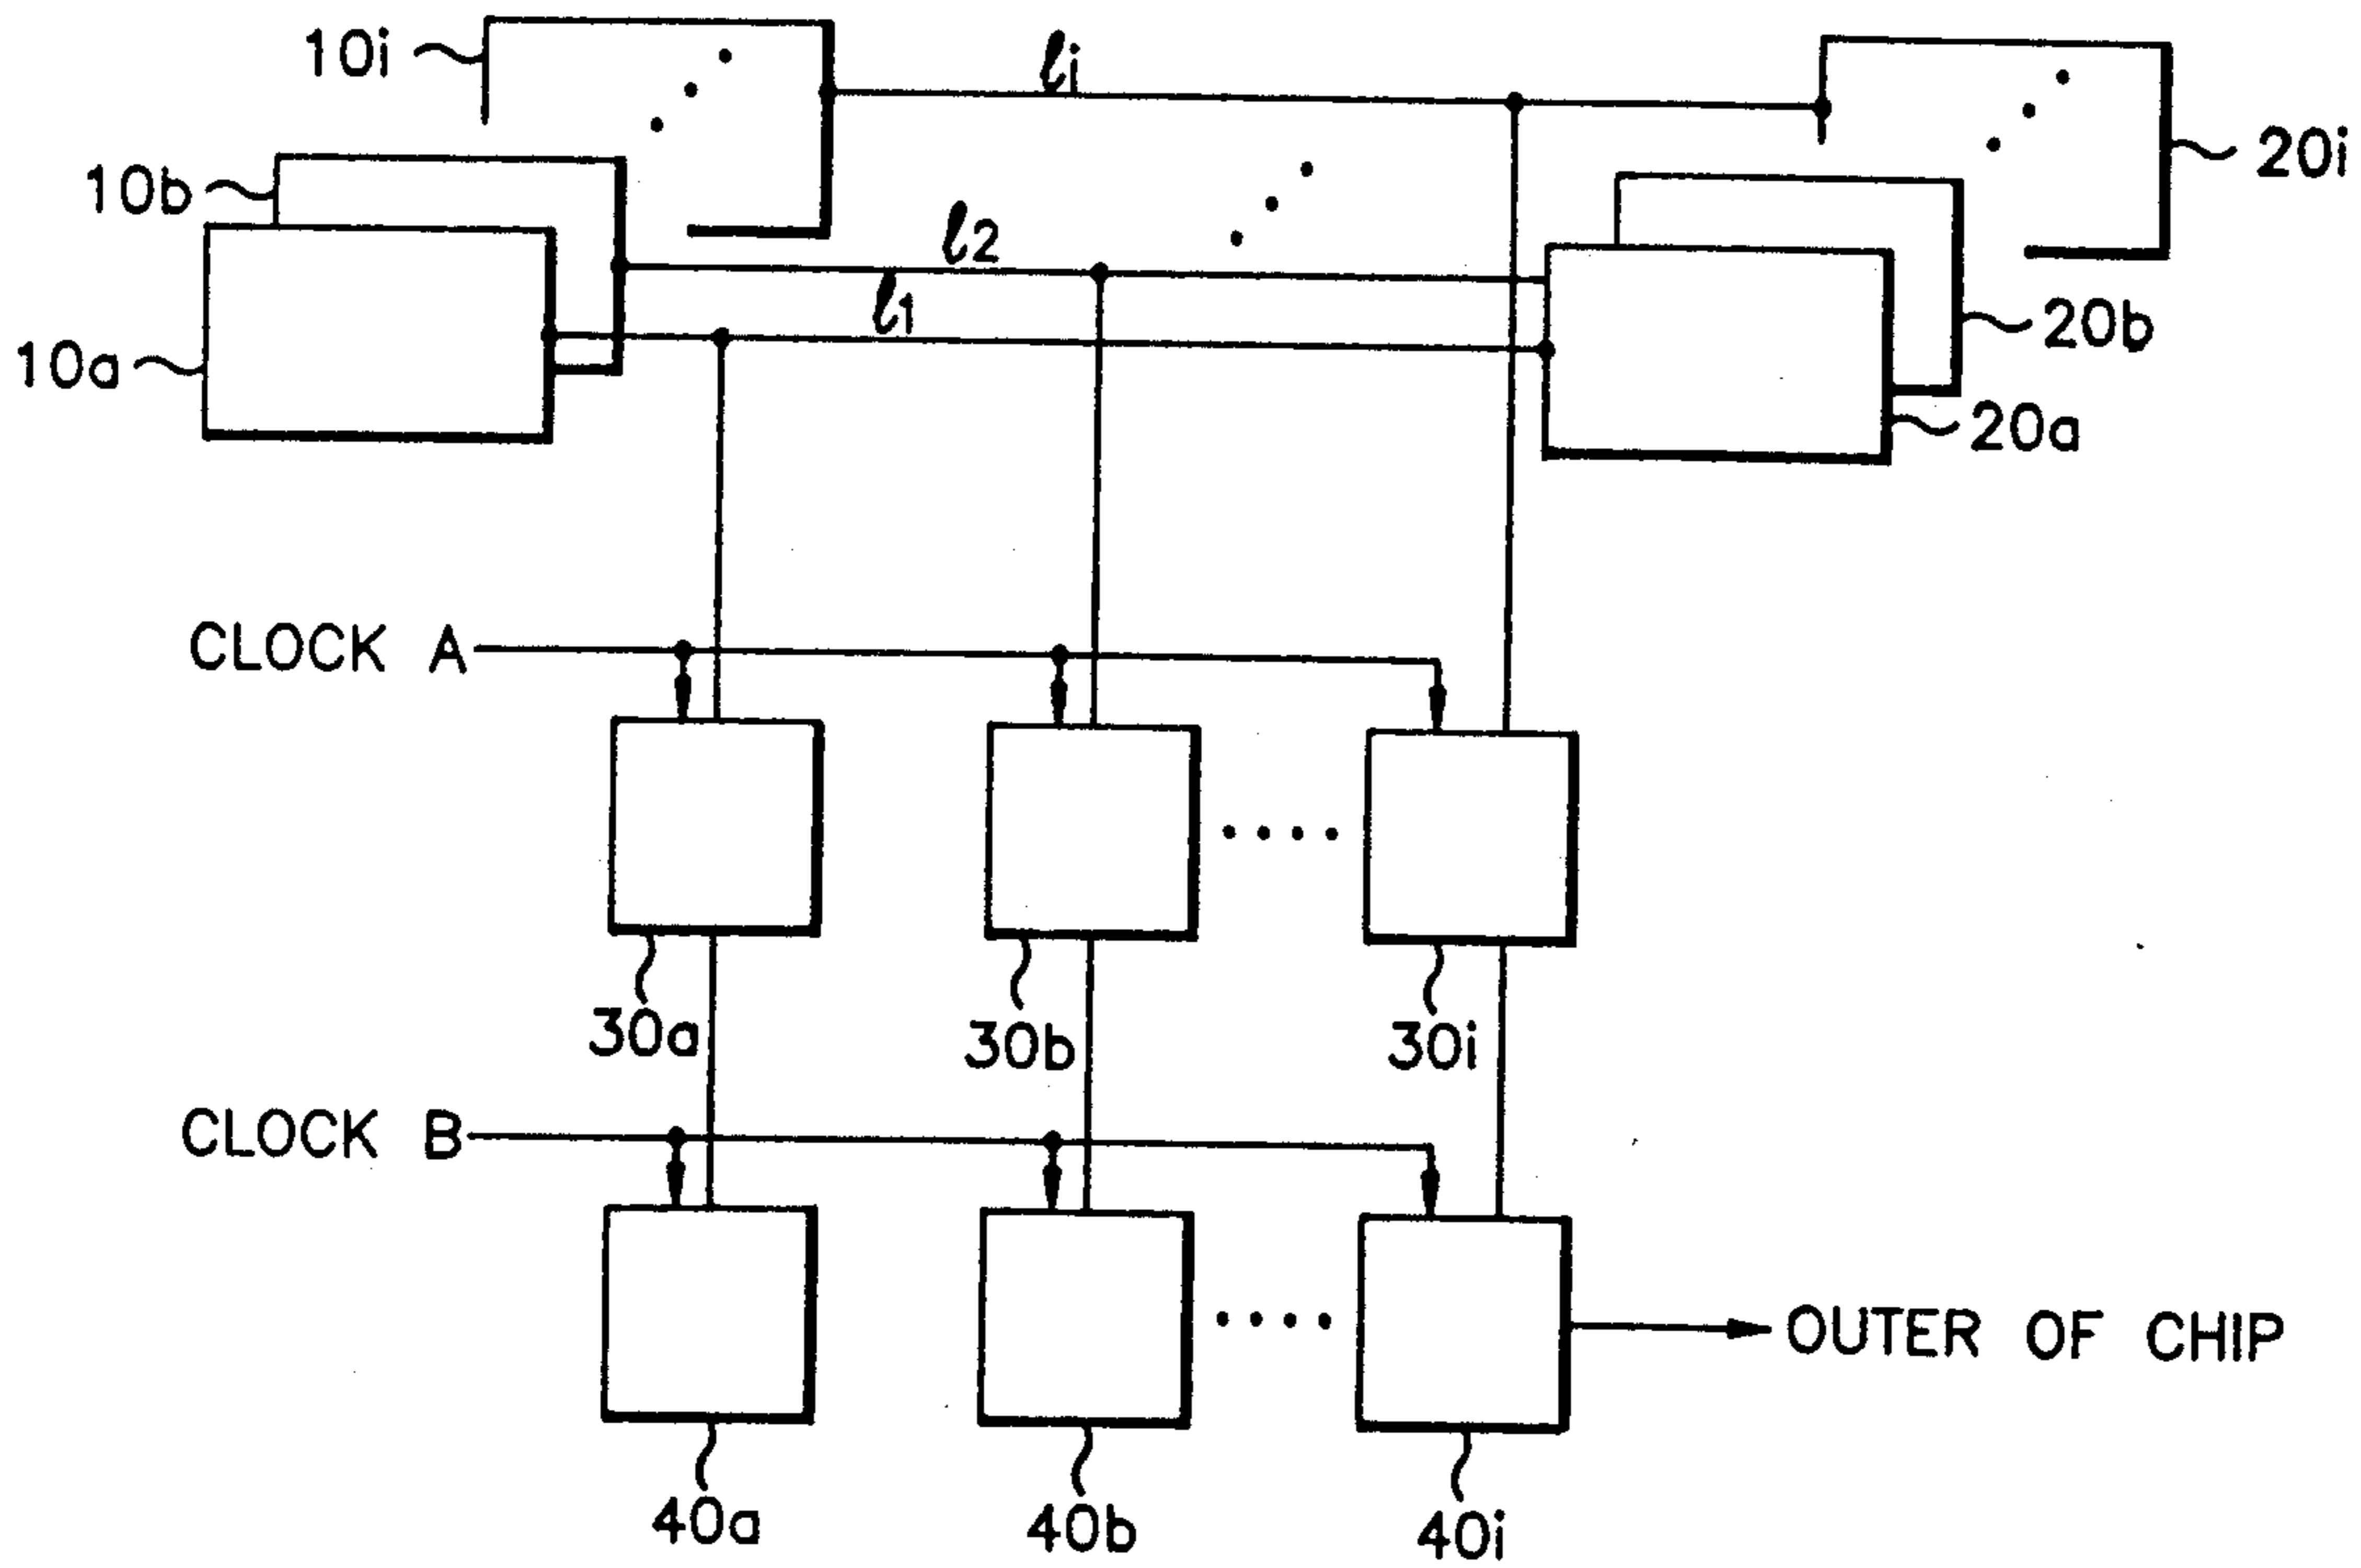 10i
ℓi
20i
10b
ℓ2
20b
ℓ1
10a
20a
CLOCK A
30a
30b
30i
CLOCK B
OUTER OF CHIP
40a
40b
40i